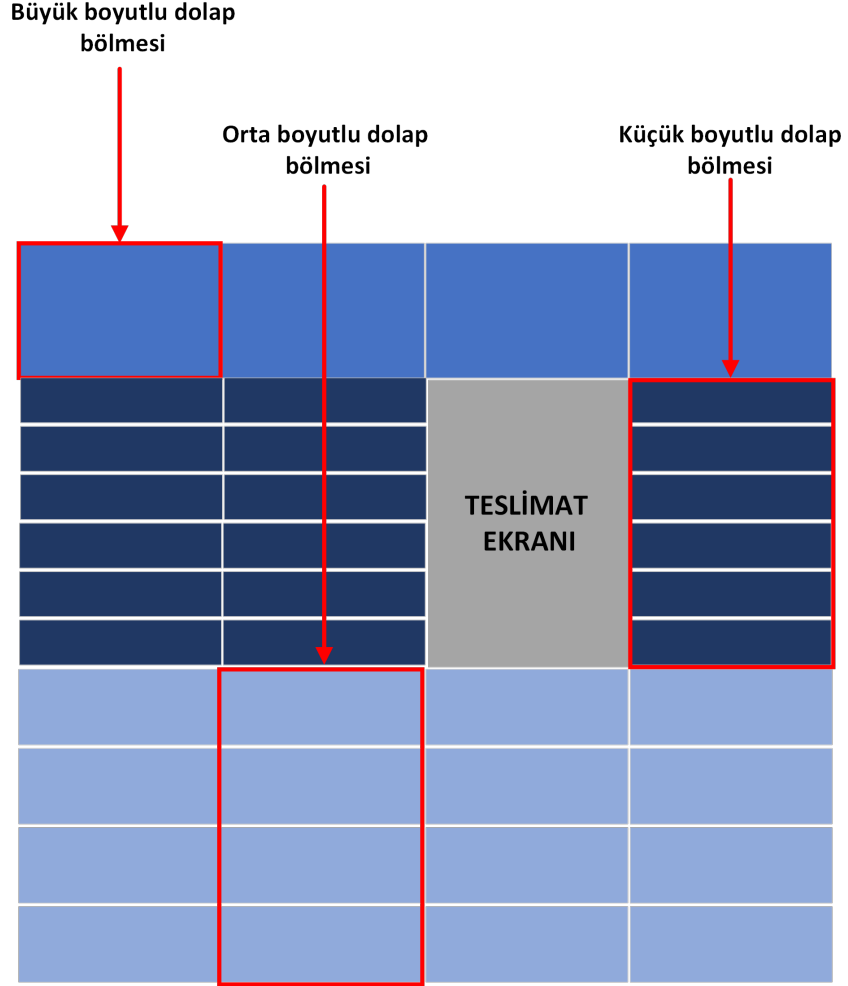 Büyük boyutlu dolap
bölmesi
Orta boyutlu dolap
bölmesi
Küçük boyutlu dolap
bölmesi
TESLİMAT
EKRANI